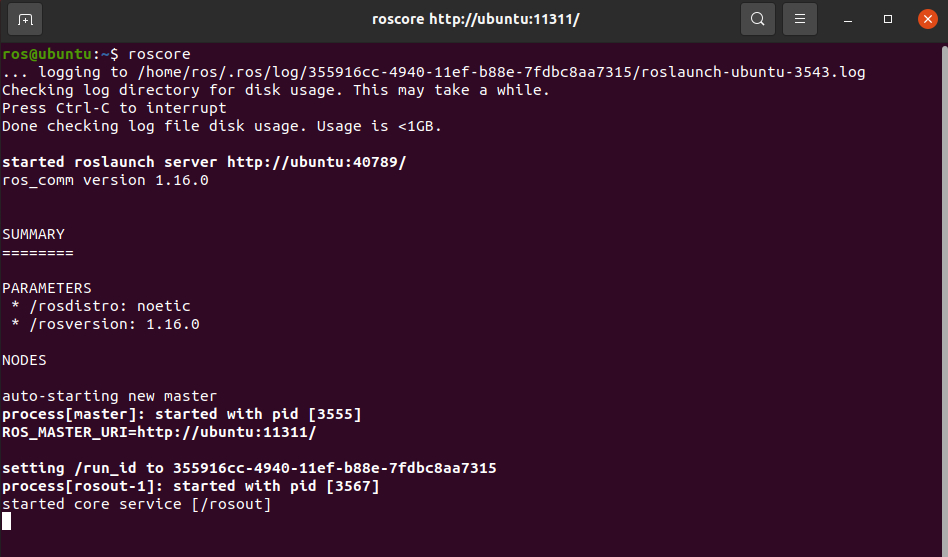 roscore http://ubuntu:11311/
ros@ubuntu:~$ roscore
... logging to /home/ros/.ros/log/355916cc-4940-11ef-b88e-7fdbc8aa7315/roslaunch-ubuntu-3543.log
Checking log directory for disk usage. This may take a while.
Press Ctrl-C to interrupt
Done checking log file disk usage. Usage is <1GB.
started roslaunch server http://ubuntu:40789/
ros_comm version 1.16.0
SUMMARY
========
PARAMETERS
 * /rosdistro: noetic
 * /rosversion: 1.16.0
NODES
auto-starting new master
process[master]: started with pid [3555]
ROS_MASTER_URI=http://ubuntu:11311/
setting /run_id to 355916cc-4940-11ef-b88e-7fdbc8aa7315
process[rosout-1]: started with pid [3567]
started core service [/rosout]